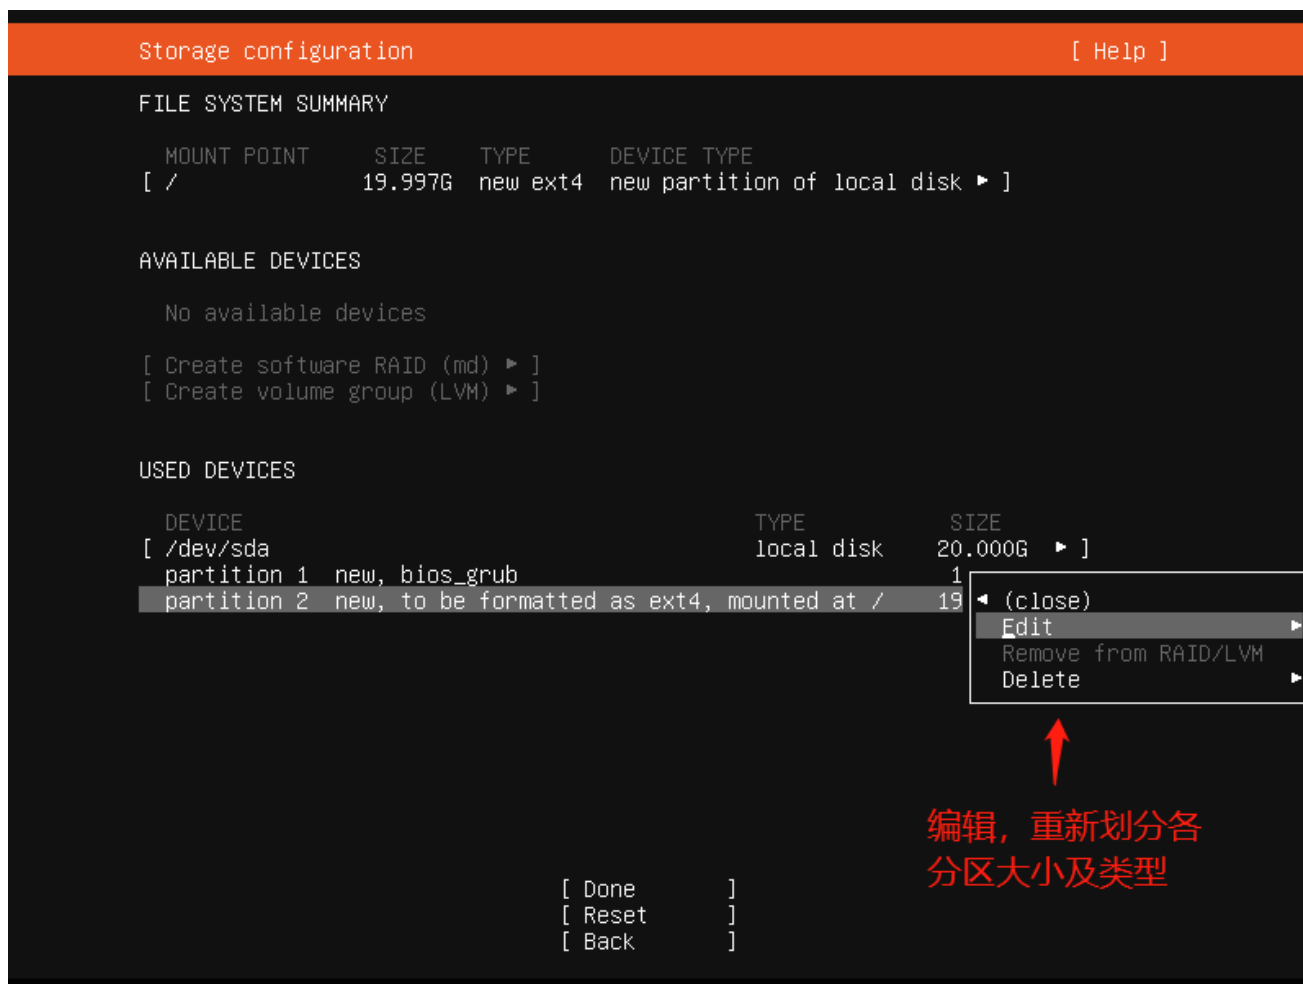 Storage configuration [ Help ]
FILE SYSTEM SUMMARY
MOUNT POINT SIZE TYPE DEVICE TYPE
[ / 19.997G new ext4 new partition of local disk ▸ ]
AVAILABLE DEVICES
No available devices
[ Create software RAID (md) ▸ ]
[ Create volume group (LVM) ▸ ]
USED DEVICES
DEVICE TYPE SIZE
[ /dev/sda local disk 20.000G ▸ ]
partition 1 new, bios_grub 1
partition 2 new, to be formatted as ext4, mounted at / 19
◂ (close)
Edit ▸
Remove from RAID/LVM
Delete ▸
编辑，重新划分各
分区大小及类型
[ Done ]
[ Reset ]
[ Back ]